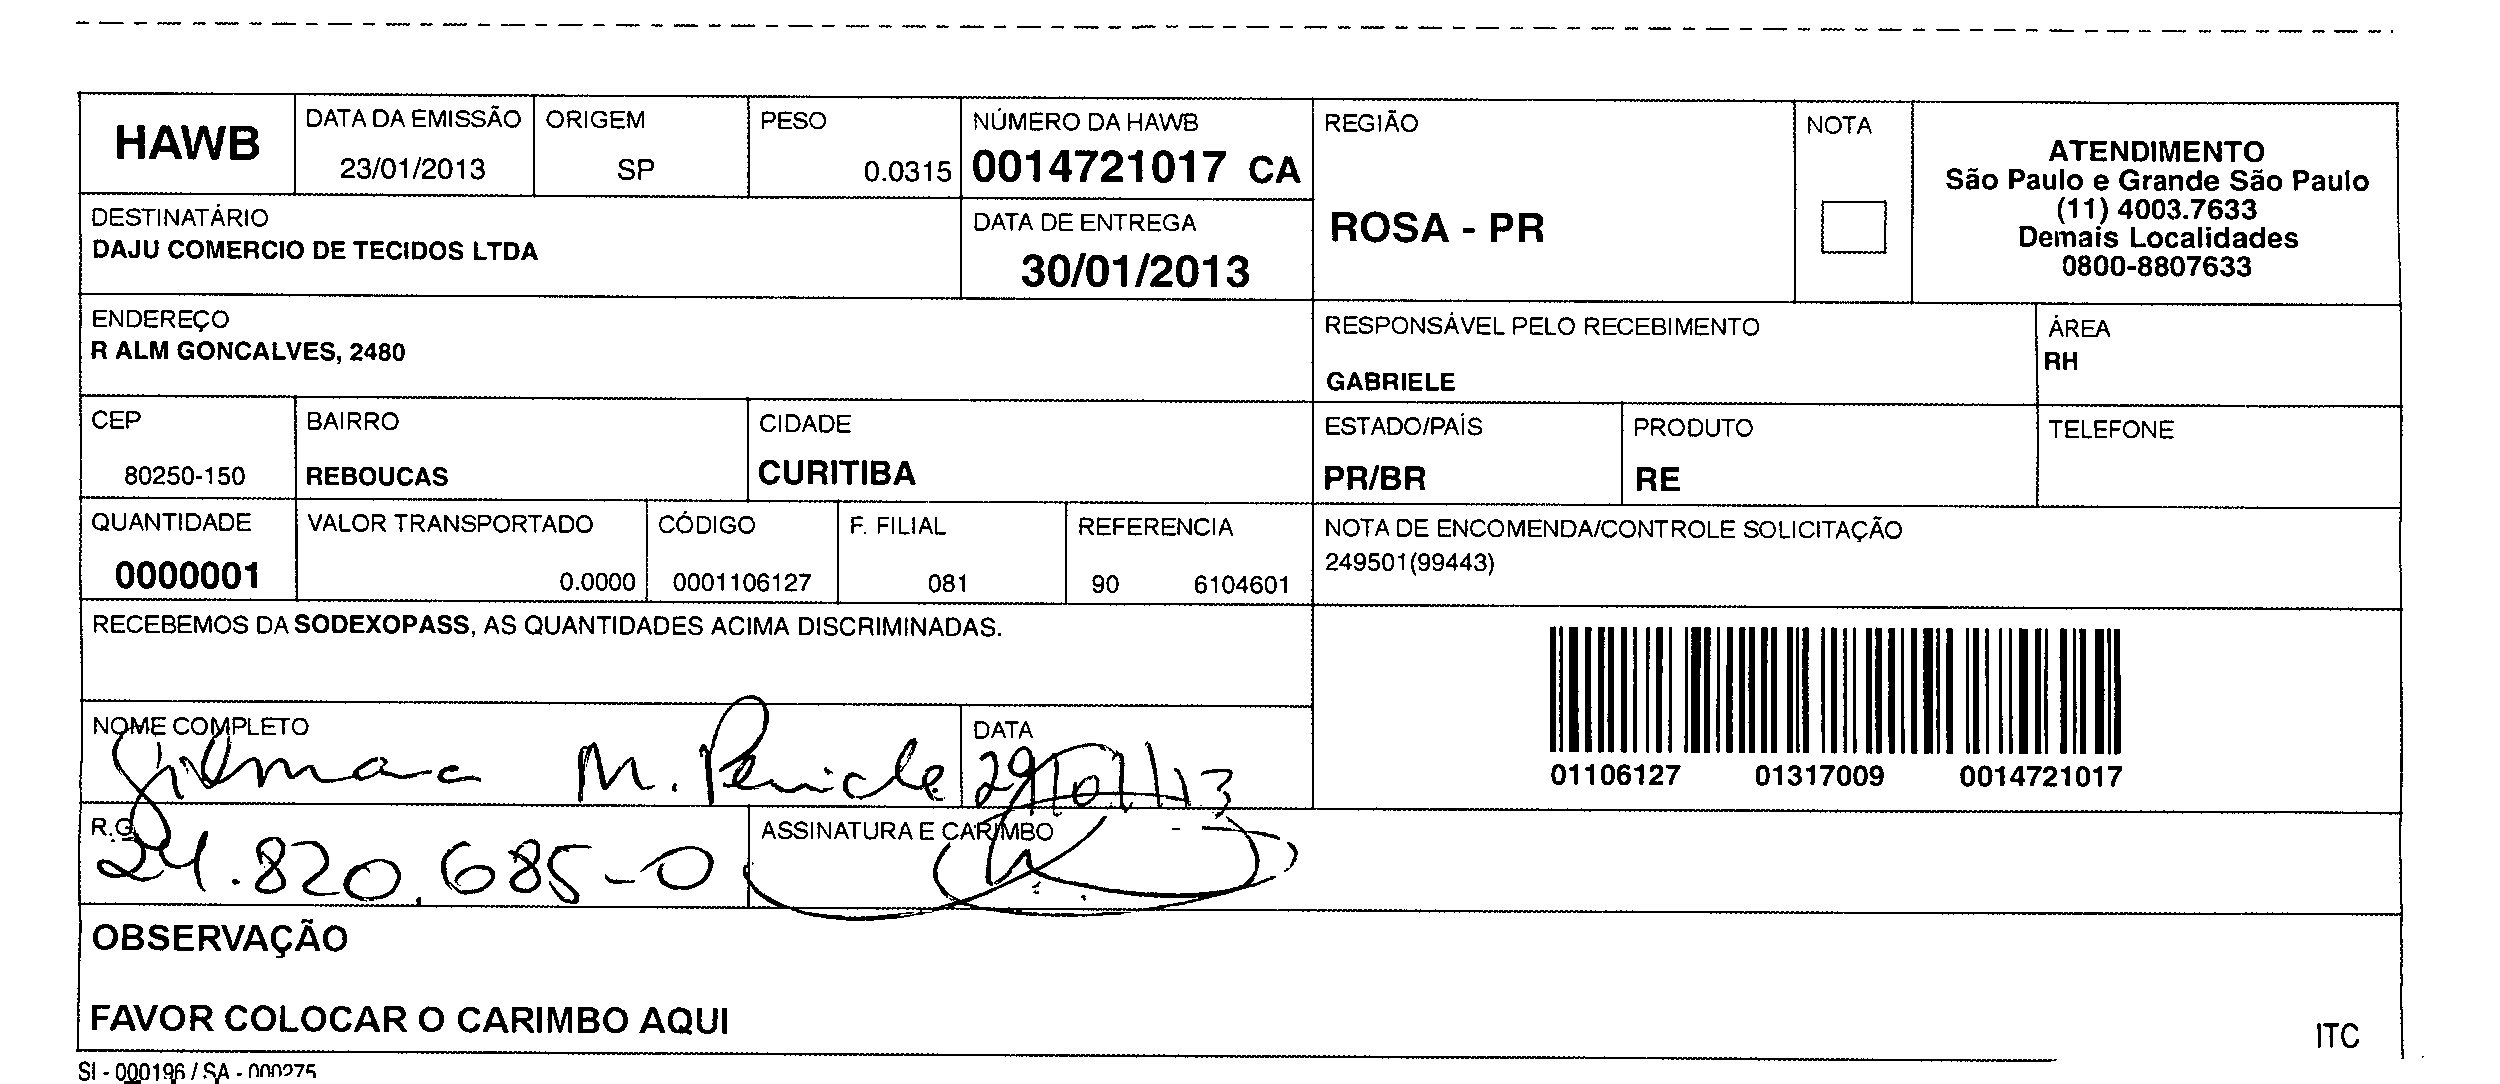 HAWB
DATA DA EMISSÃO
23/01/2013
ORIGEM
SP
PESO
0.0315
NÚMERO DA HAWB
0014721017 CA
REGIÃO
ROSA - PR
NOTA
ATENDIMENTO
São Paulo e Grande São Paulo
(11) 4003.7633
Demais Localidades
0800-8807633
DESTINATÁRIO
DAJU COMERCIO DE TECIDOS LTDA
DATA DE ENTREGA
30/01/2013
ENDEREÇO
R ALM GONCALVES, 2480
RESPONSÁVEL PELO RECEBIMENTO
GABRIELE
ÁREA
RH
CEP
80250-150
BAIRRO
REBOUCAS
CIDADE
CURITIBA
ESTADO/PAÍS
PR/BR
PRODUTO
RE
TELEFONE
QUANTIDADE
0000001
VALOR TRANSPORTADO
0.0000
CÓDIGO
0001106127
F. FILIAL
081
REFERENCIA
90 6104601
NOTA DE ENCOMENDA/CONTROLE SOLICITAÇÃO
249501(99443)
RECEBEMOS DA SODEXOPASS, AS QUANTIDADES ACIMA DISCRIMINADAS.
01106127 01317009 0014721017
NOME COMPLETO
M.
DATA
29/01/13
R.G
24.820.685-0
ASSINATURA E CARIMBO
OBSERVAÇÃO
FAVOR COLOCAR O CARIMBO AQUI
ITC
SI - 000196 / SA - 000275